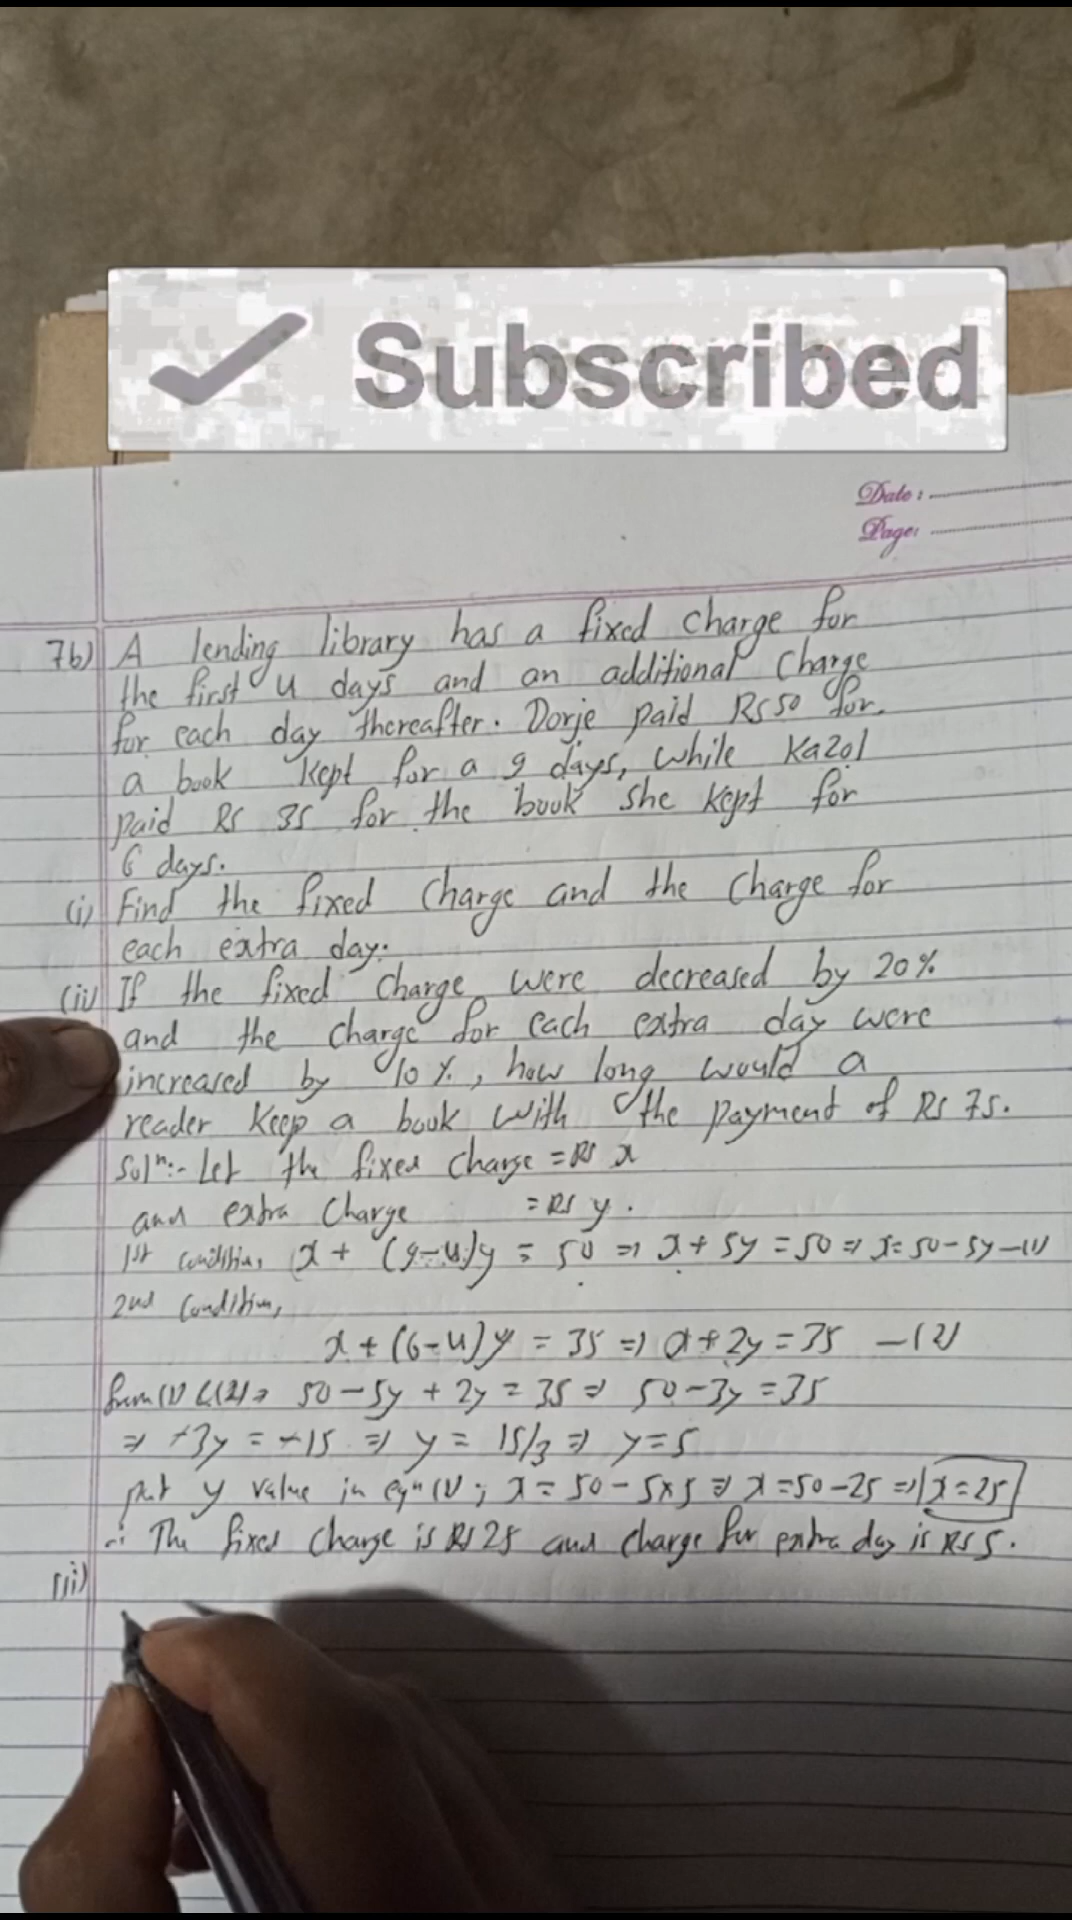 Subscribed
Date :
Page:
7b) A lending library has a fixed charge for
the first 4 days and an additional charge
for each day thereafter. Dorje paid Rs 50 for
a book kept for a 9 days, while Kazol
paid Rs 35 for the book she kept for
6 days.
(i) Find the fixed charge and the charge for
each extra day.
(ii) If the fixed charge were decreased by 20%
and the charge for each extra day were
increased by 10%, how long would a
reader keep a book with the payment of Rs 75.
Solⁿ:- Let the fixed charge = Rs x
and extra charge = Rs y.
1st condition, x + (9-4)y = 50 ⇒ x + 5y = 50 ⇒ x = 50 - 5y - (1)
2nd condition,
x + (6-4)y = 35 ⇒ x + 2y = 35 - (2)
from (1) & (2) ⇒ 50 - 5y + 2y = 35 ⇒ 50 - 3y = 35
⇒ -3y = -15 ⇒ y = 15/3 ⇒ y = 5
put y value in eqⁿ (1); x = 50 - 5×5 ⇒ x = 50 - 25 ⇒ x = 25
∴ The fixed charge is Rs 25 and charge for extra day is Rs 5.
(ii)